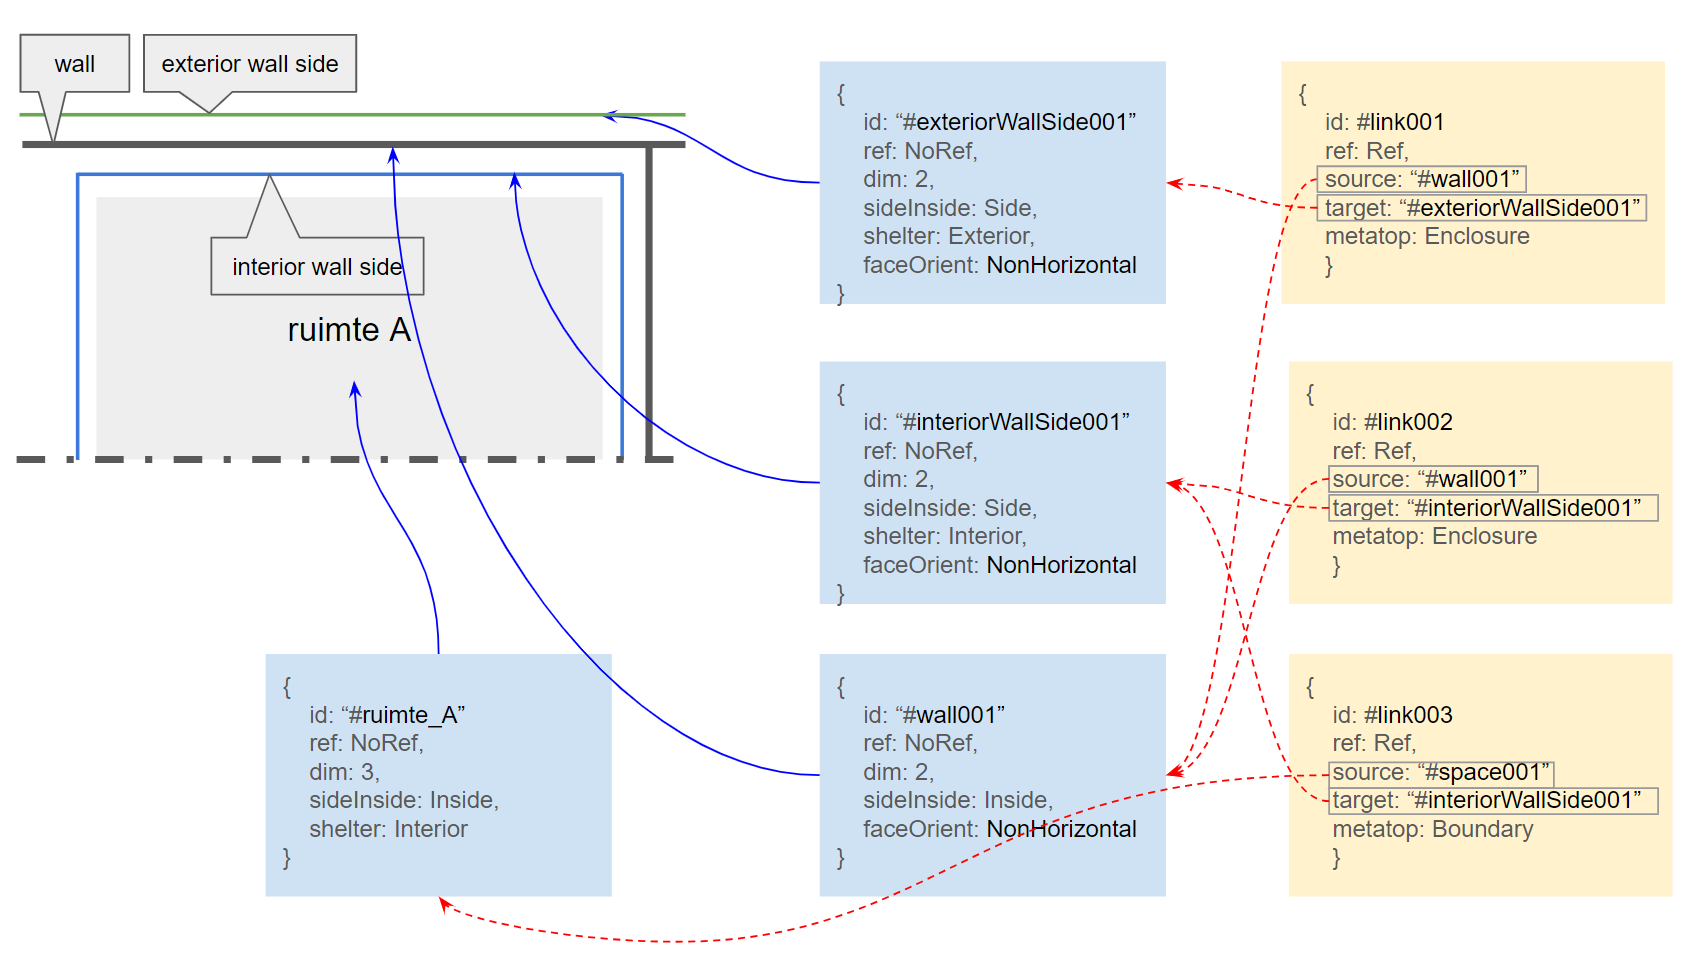 wall
exterior wall side
interior wall side
ruimte A
{
id: “#exteriorWallSide001”
ref: NoRef,
dim: 2,
sideInside: Side,
shelter: Exterior,
faceOrient: NonHorizontal
}
{
id: #link001
ref: Ref,
source: “#wall001”
target: “#exteriorWallSide001”
metatop: Enclosure
}
{
id: “#interiorWallSide001”
ref: NoRef,
dim: 2,
sideInside: Side,
shelter: Interior,
faceOrient: NonHorizontal
}
{
id: #link002
ref: Ref,
source: “#wall001”
target: “#interiorWallSide001”
metatop: Enclosure
}
{
id: “#ruimte_A”
ref: NoRef,
dim: 3,
sideInside: Inside,
shelter: Interior
}
{
id: “#wall001”
ref: NoRef,
dim: 2,
sideInside: Inside,
faceOrient: NonHorizontal
}
{
id: #link003
ref: Ref,
source: “#space001”
target: “#interiorWallSide001”
metatop: Boundary
}